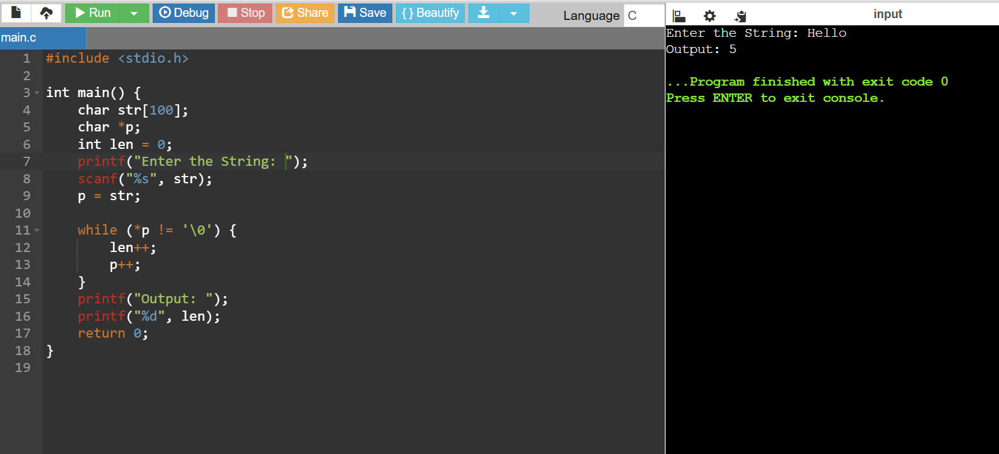 Run Debug Stop Share Save { } Beautify Language C
main.c
1 #include <stdio.h>
2
3 int main() {
4 char str[100];
5 char *p;
6 int len = 0;
7 printf("Enter the String: ");
8 scanf("%s", str);
9 p = str;
10
11 while (*p != '\0') {
12 len++;
13 p++;
14 }
15 printf("Output: ");
16 printf("%d", len);
17 return 0;
18 }
19
input
Enter the String: Hello
Output: 5
...Program finished with exit code 0
Press ENTER to exit console.